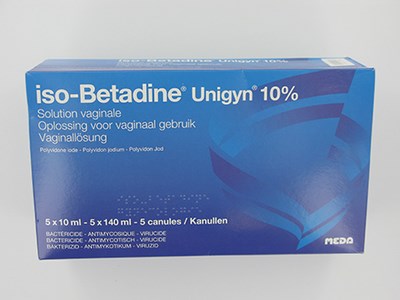 iso-Betadine® Unigyn® 10%
Solution vaginale
Oplossing voor vaginaal gebruik
Vaginallösung
Polyvidone iode - Polyvidon jodium - Polyvidon Jod
5 x 10 ml - 5 x 140 ml - 5 canules / Kanullen
BACTÉRICIDE - ANTIMYCOSIQUE - VIRUCIDE
BACTERICIDE - ANTIMYCOTISCH - VIRUCIDE
BAKTERIZID - ANTIMYKOTIKUM - VIRUZID
MEDA